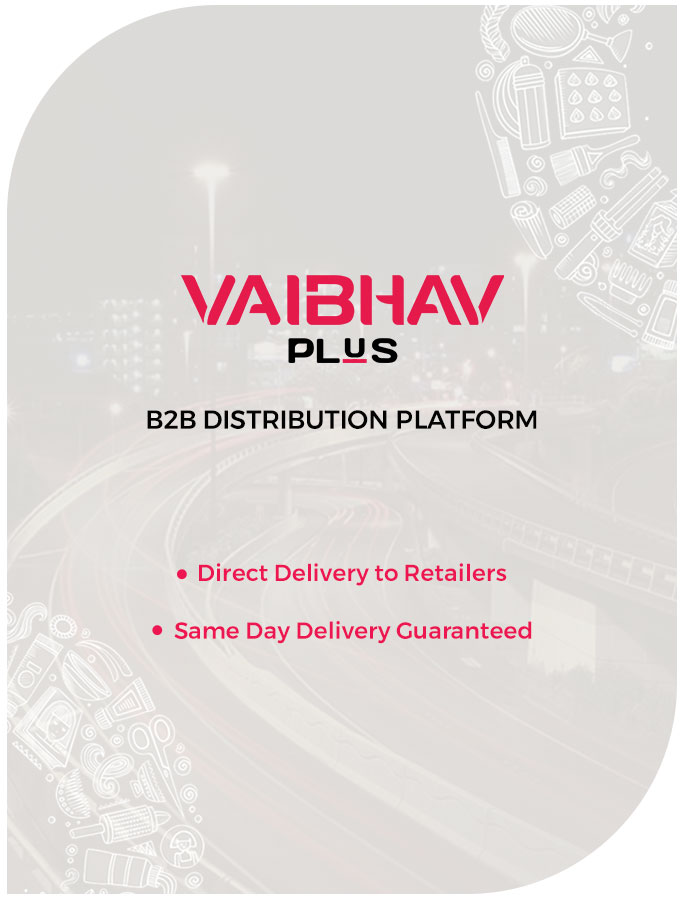 VAIBHAV
PLUS
B2B DISTRIBUTION PLATFORM
• Direct Delivery to Retailers
• Same Day Delivery Guaranteed